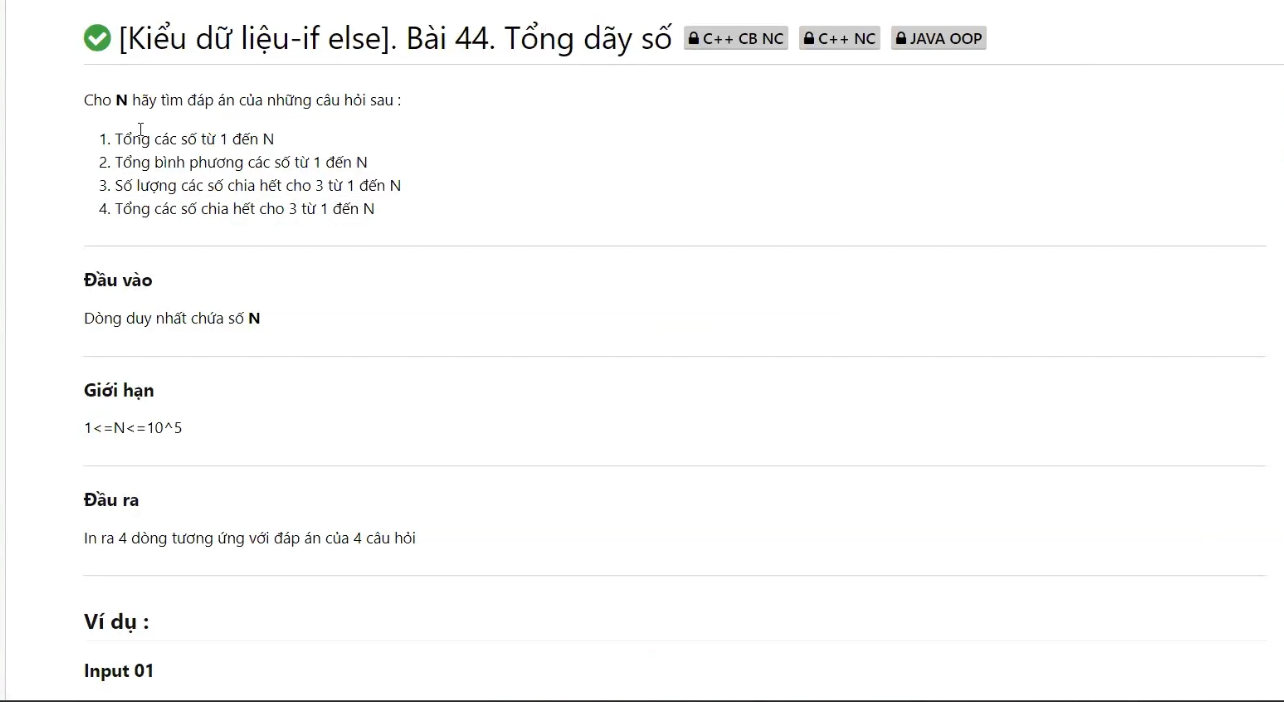 [Kiểu dữ liệu-if else]. Bài 44. Tổng dãy số C++ CB NC C++ NC JAVA OOP
Cho N hãy tìm đáp án của những câu hỏi sau :
1. Tổng các số từ 1 đến N
2. Tổng bình phương các số từ 1 đến N
3. Số lượng các số chia hết cho 3 từ 1 đến N
4. Tổng các số chia hết cho 3 từ 1 đến N
Đầu vào
Dòng duy nhất chứa số N
Giới hạn
1<=N<=10^5
Đầu ra
In ra 4 dòng tương ứng với đáp án của 4 câu hỏi
Ví dụ :
Input 01